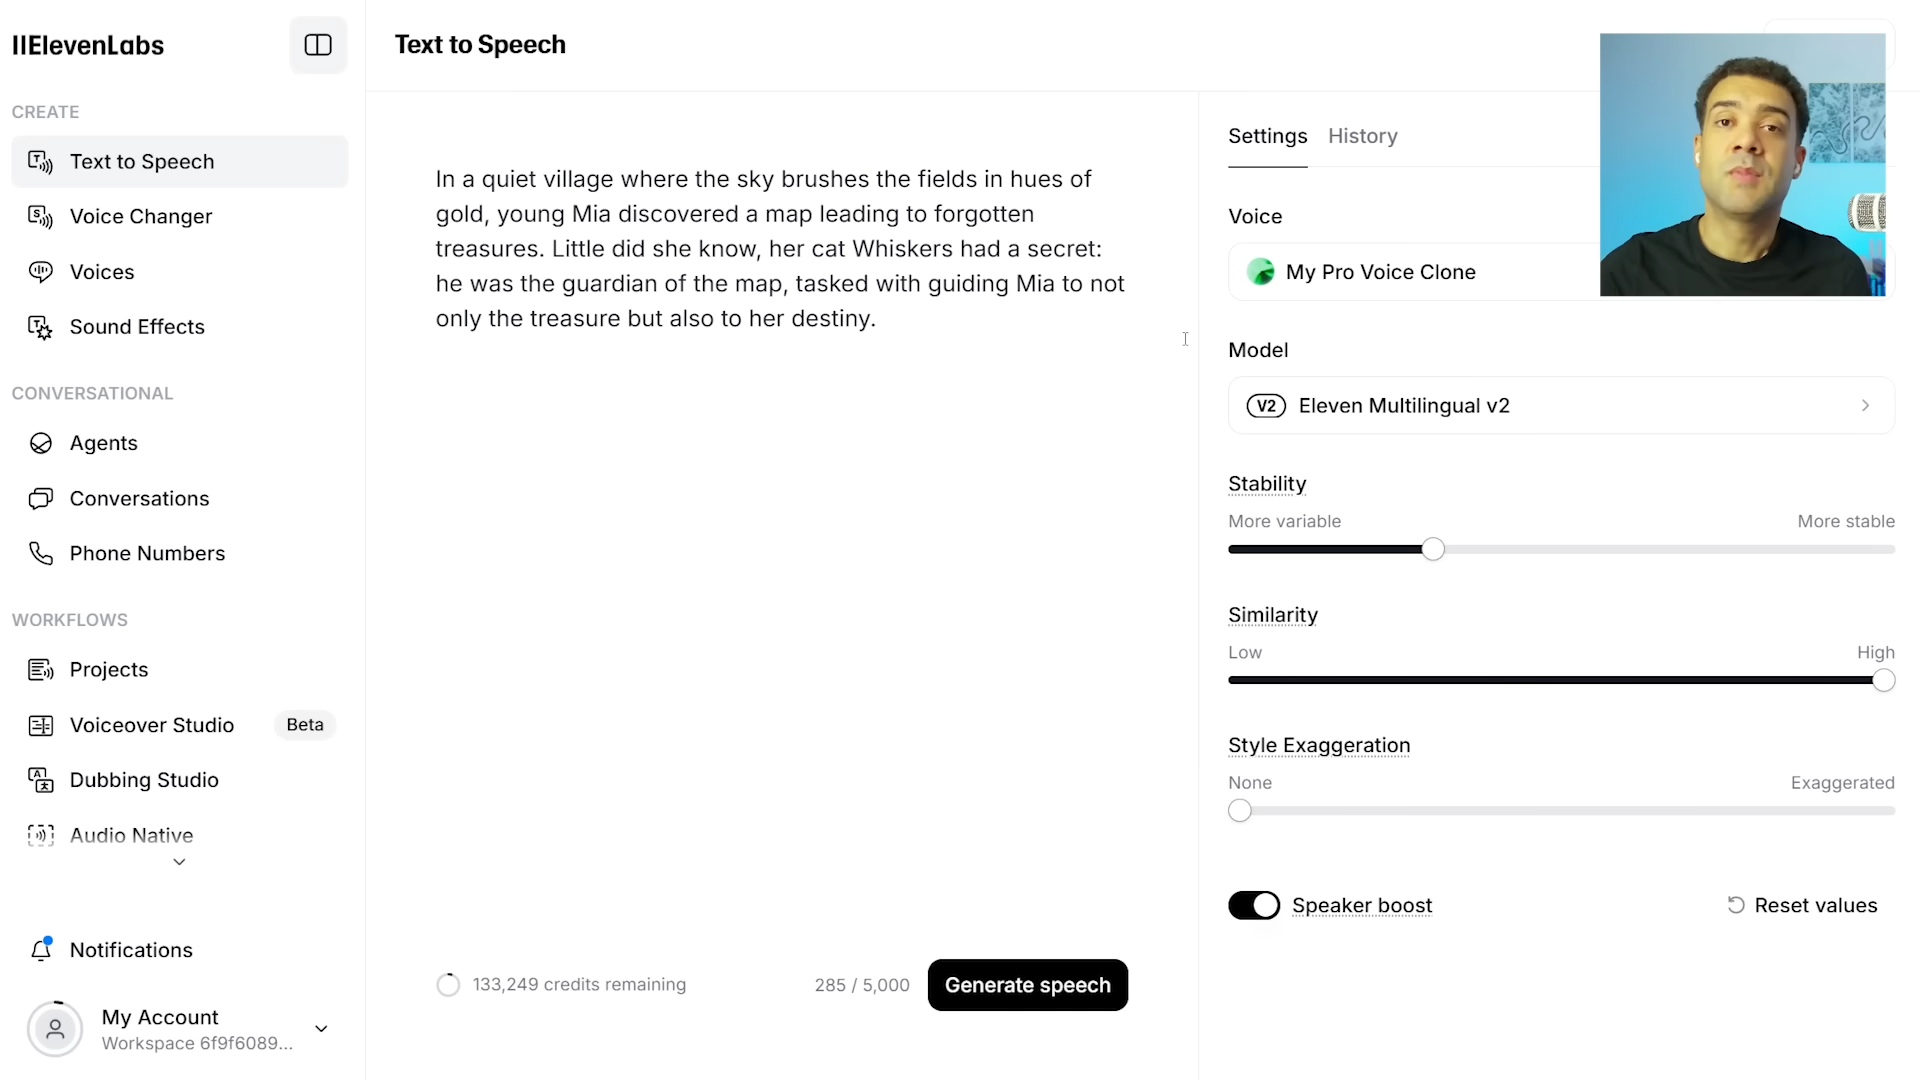 IIElevenLabs
CREATE
Text to Speech
Voice Changer
Voices
Sound Effects
CONVERSATIONAL
Agents
Conversations
Phone Numbers
WORKFLOWS
Projects
Voiceover Studio Beta
Dubbing Studio
Audio Native
Notifications
My Account
Workspace 6f9f6089...
Text to Speech
In a quiet village where the sky brushes the fields in hues of
gold, young Mia discovered a map leading to forgotten
treasures. Little did she know, her cat Whiskers had a secret:
he was the guardian of the map, tasked with guiding Mia to not
only the treasure but also to her destiny.
133,249 credits remaining
285 / 5,000
Generate speech
Settings History
Voice
My Pro Voice Clone
Model
V2 Eleven Multilingual v2
Stability
More variable More stable
Similarity
Low High
Style Exaggeration
None Exaggerated
Speaker boost Reset values